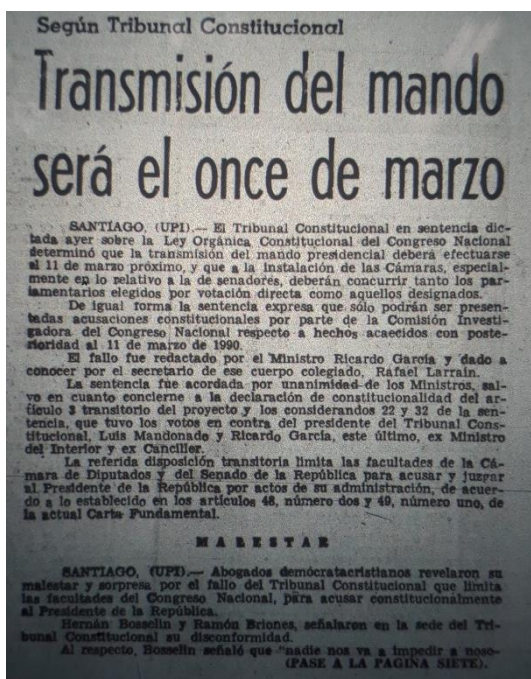 Según Tribunal Constitucional
Transmisión del mando
será el once de marzo
SANTIAGO, (UPI).— El Tribunal Constitucional en sentencia dic-
tada ayer sobre la Ley Orgánica Constitucional del Congreso Nacional
determinó que la transmisión del mando presidencial deberá efectuarse
al 11 de marzo próximo, y que a la instalación de las Cámaras, especial-
mente en lo relativo a la de senadores, deberán concurrir tanto los par-
lamentarios elegidos por votación directa como aquellos designados.
De igual forma la sentencia expresa que sólo podrán ser presen-
tadas acusaciones constitucionales por parte de la Comisión Investi-
gadora del Congreso Nacional respecto a hechos acaecidos con poste-
rioridad al 11 de marzo de 1990.
El fallo fue redactado por el Ministro Ricardo García y dado a
conocer por el secretario de ese cuerpo colegiado, Rafael Larraín.
La sentencia fue acordada por unanimidad de los Ministros, sal-
vo en cuanto concierne a la declaración de constitucionalidad del ar-
tículo 3 transitorio del proyecto y los considerandos 22 y 32 de la sen-
tencia, que tuvo los votos en contra del presidente del Tribunal Cons-
titucional, Luis Mandonado y Ricardo García, este último, ex Ministro
del Interior y ex Canciller.
La referida disposición transitoria limita las facultades de la Cá-
mara de Diputados y del Senado de la República para acusar y juzgar
al Presidente de la República por actos de su administración, de acuer-
do a lo establecido en los artículos 48, número dos y 49, número uno, de
la actual Carta Fundamental.
MALESTAR
SANTIAGO, (UPI).— Abogados demócratacristianos revelaron su
malestar y sorpresa por el fallo del Tribunal Constitucional que limita
las facultades del Congreso Nacional, para acusar constitucionalmente
al Presidente de la República.
Hernán Bosselin y Ramón Briones, señalaron en la sede del Tri-
bunal Constitucional su disconformidad.
Al respecto, Bosselin señaló que "nadie nos va a impedir a noso-
(PASE A LA PAGINA SIETE).